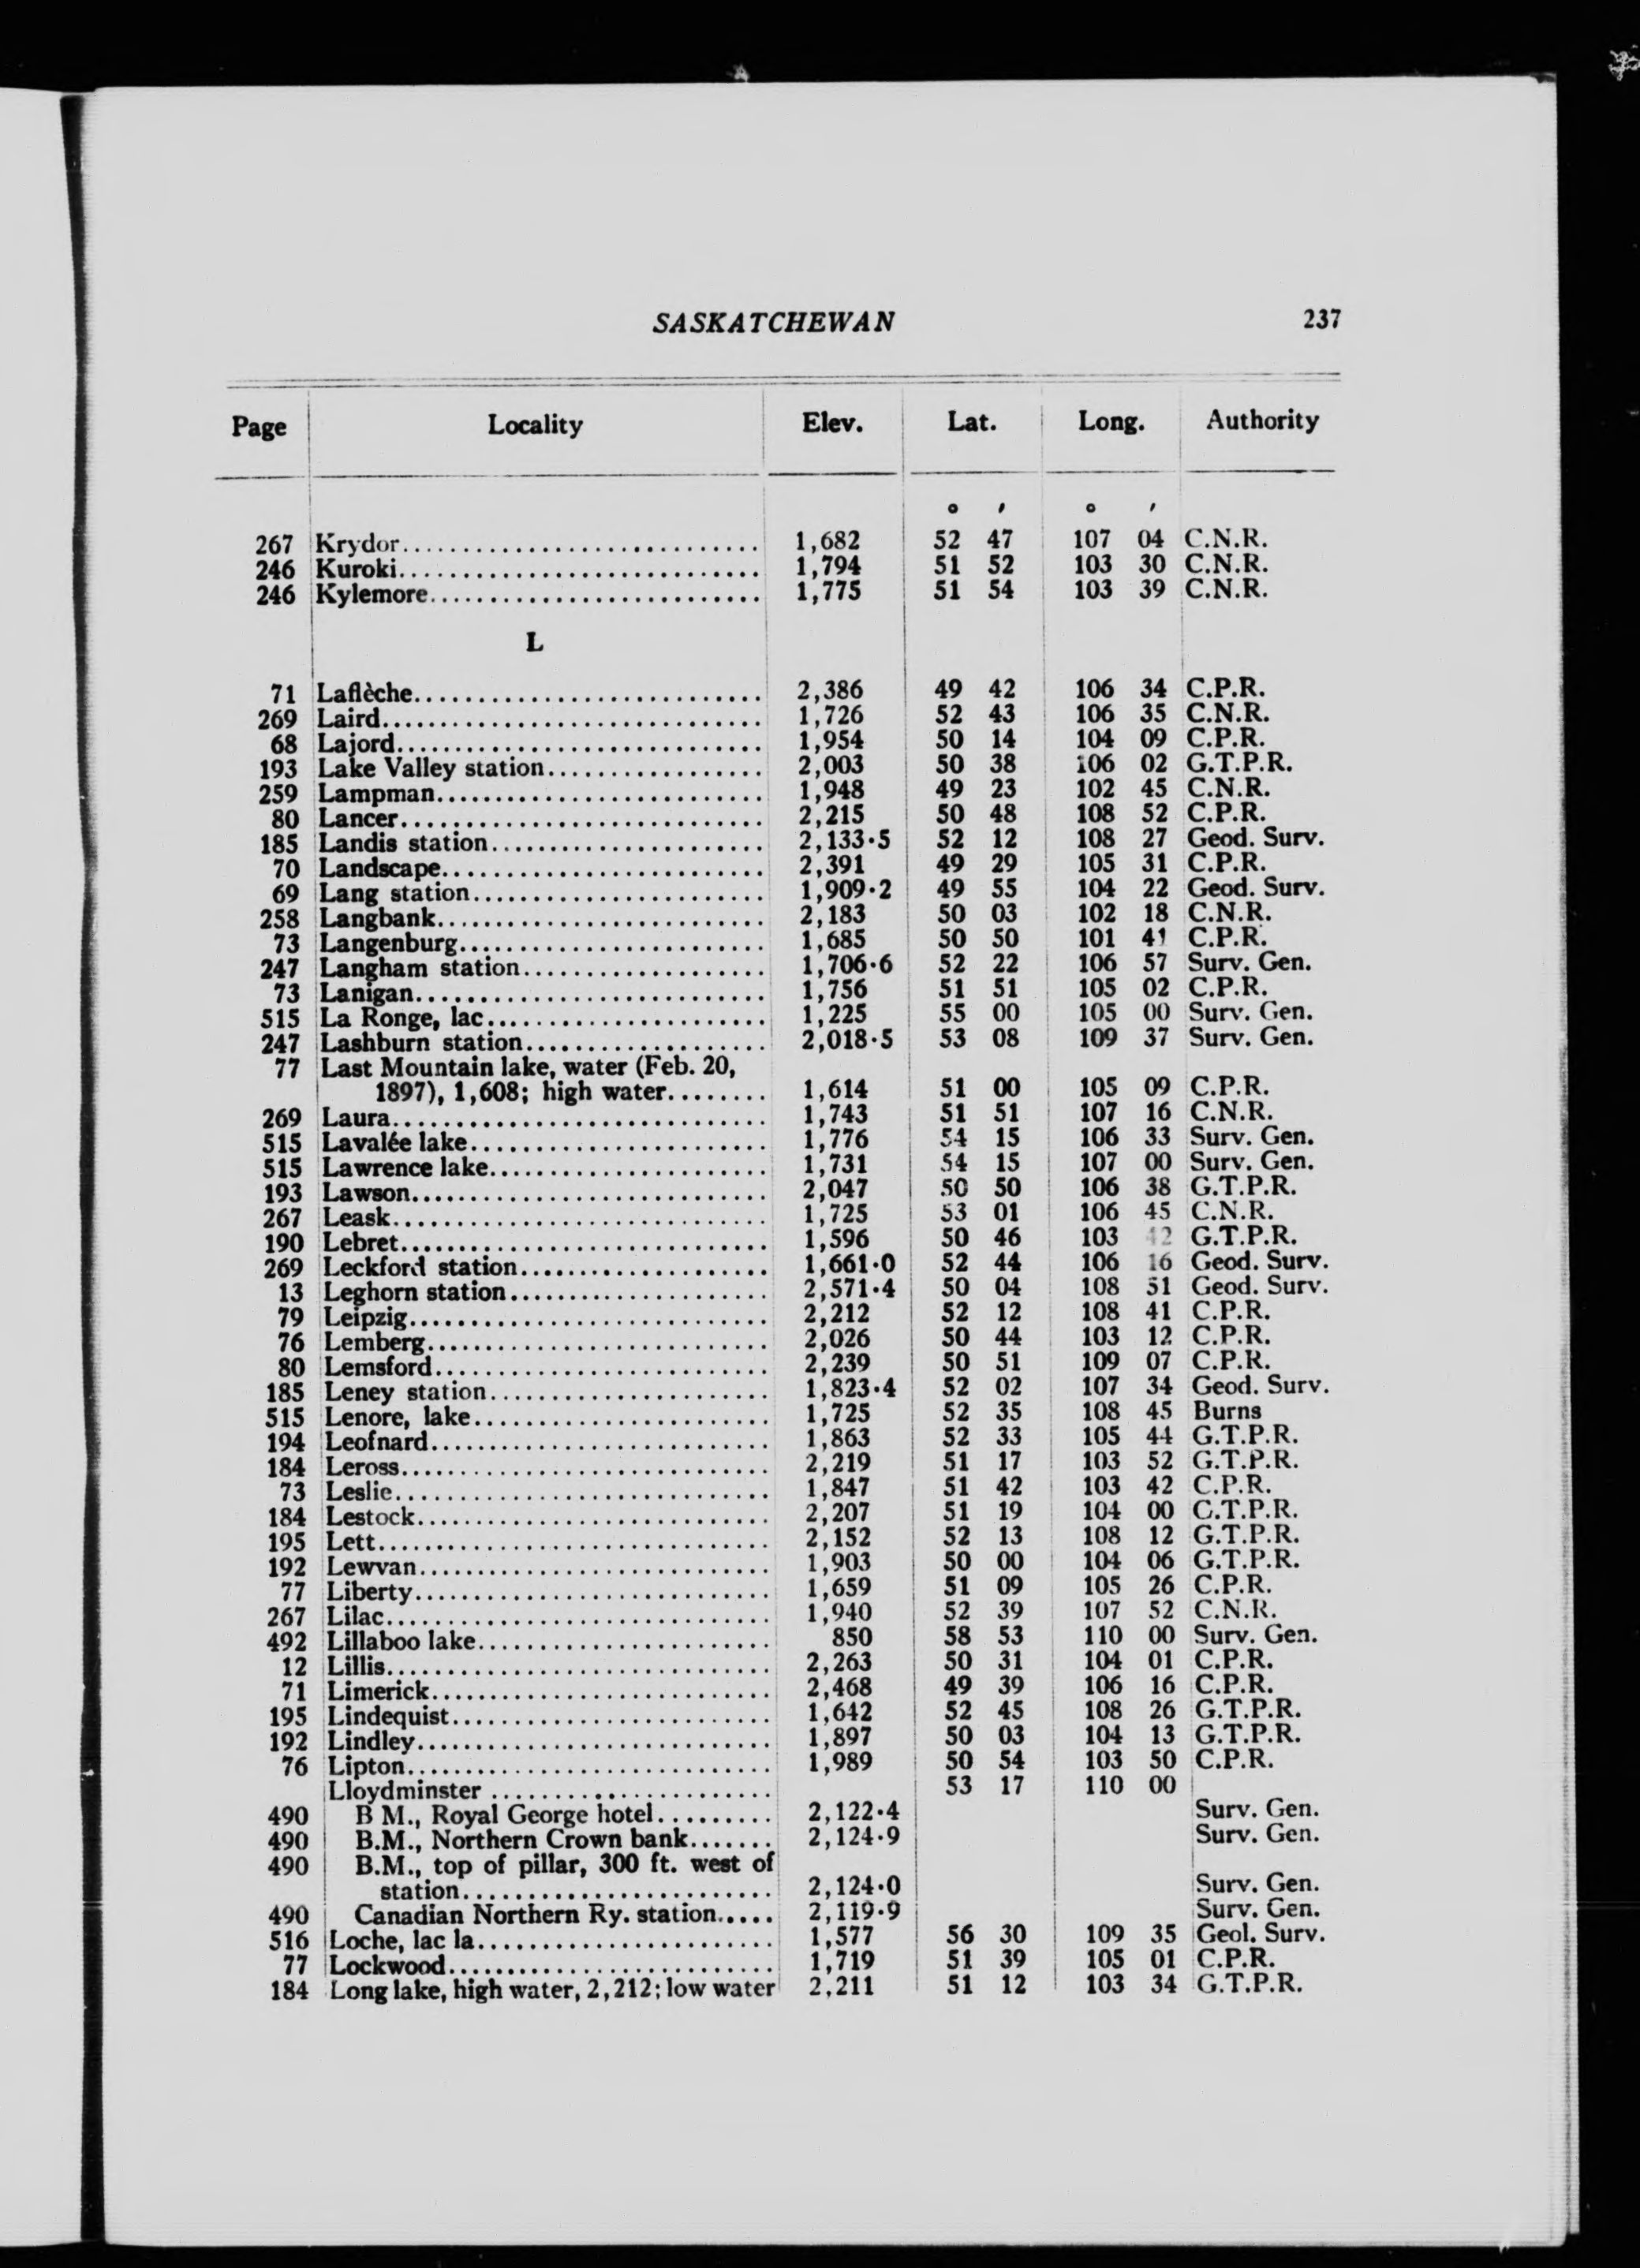 SASKATCHEWAN 237
Page Locality Elev. Lat. Long. Authority
° ′ ° ′
267 Krydor 1,682 52 47 107 04 C.N.R.
246 Kuroki 1,794 51 52 103 30 C.N.R.
246 Kylemore 1,775 51 54 103 39 C.N.R.
L
71 Laflèche 2,386 49 42 106 34 C.P.R.
269 Laird 1,726 52 43 106 35 C.N.R.
68 Lajord 1,954 50 14 104 09 C.P.R.
193 Lake Valley station 2,003 50 38 106 02 G.T.P.R.
259 Lampman 1,948 49 23 102 45 C.N.R.
80 Lancer 2,215 50 48 108 52 C.P.R.
185 Landis station 2,133·5 52 12 108 27 Geod. Surv.
70 Landscape 2,391 49 29 105 31 C.P.R.
69 Lang station 1,909·2 49 55 104 22 Geod. Surv.
258 Langbank 2,183 50 03 102 18 C.N.R.
73 Langenburg 1,685 50 50 101 41 C.P.R.
247 Langham station 1,706·6 52 22 106 57 Surv. Gen.
73 Lanigan 1,756 51 51 105 02 C.P.R.
515 La Ronge, lac 1,225 55 00 105 00 Surv. Gen.
247 Lashburn station 2,018·5 53 08 109 37 Surv. Gen.
77 Last Mountain lake, water (Feb. 20,
1897), 1,608; high water 1,614 51 00 105 09 C.P.R.
269 Laura 1,743 51 51 107 16 C.N.R.
515 Lavalée lake 1,776 54 15 106 33 Surv. Gen.
515 Lawrence lake 1,731 54 15 107 00 Surv. Gen.
193 Lawson 2,047 50 50 106 38 G.T.P.R.
267 Leask 1,725 53 01 106 45 C.N.R.
190 Lebret 1,596 50 46 103 42 G.T.P.R.
269 Leckford station 1,661·0 52 44 106 16 Geod. Surv.
13 Leghorn station 2,571·4 50 04 108 51 Geod. Surv.
79 Leipzig 2,212 52 12 108 41 C.P.R.
76 Lemberg 2,026 50 44 103 12 C.P.R.
80 Lemsford 2,239 50 51 109 07 C.P.R.
185 Leney station 1,823·4 52 02 107 34 Geod. Surv.
515 Lenore, lake 1,725 52 35 108 45 Burns
194 Leofnard 1,863 52 33 105 44 G.T.P.R.
184 Leross 2,219 51 17 103 52 G.T.P.R.
73 Leslie 1,847 51 42 103 42 C.P.R.
184 Lestock 2,207 51 19 104 00 G.T.P.R.
195 Lett 2,152 52 13 108 12 G.T.P.R.
192 Lewvan 1,903 50 00 104 06 G.T.P.R.
77 Liberty 1,659 51 09 105 26 C.P.R.
267 Lilac 1,940 52 39 107 52 C.N.R.
492 Lillaboo lake 850 58 53 110 00 Surv. Gen.
12 Lillis 2,263 50 31 104 01 C.P.R.
71 Limerick 2,468 49 39 106 16 C.P.R.
195 Lindequist 1,642 52 45 108 26 G.T.P.R.
192 Lindley 1,897 50 03 104 13 G.T.P.R.
76 Lipton 1,989 50 54 103 50 C.P.R.
Lloydminster 53 17 110 00
490 B M., Royal George hotel 2,122·4 Surv. Gen.
490 B.M., Northern Crown bank 2,124·9 Surv. Gen.
490 B.M., top of pillar, 300 ft. west of
station 2,124·0 Surv. Gen.
490 Canadian Northern Ry. station 2,119·9 Surv. Gen.
516 Loche, lac la 1,577 56 30 109 35 Geol. Surv.
77 Lockwood 1,719 51 39 105 01 C.P.R.
184 Long lake, high water, 2,212; low water 2,211 51 12 103 34 G.T.P.R.